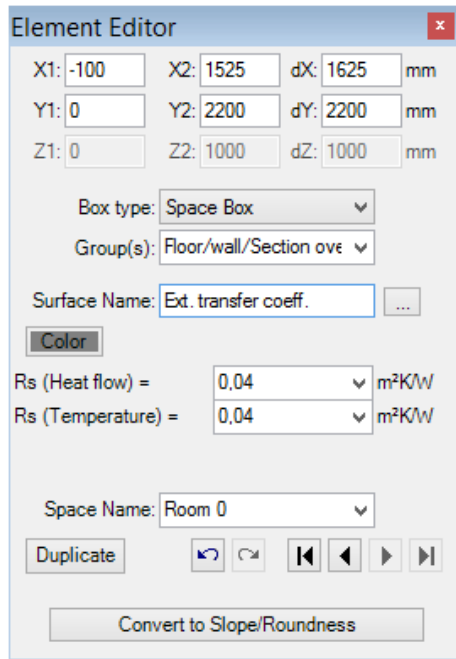 Element Editor x
X1: -100 X2: 1525 dX: 1625 mm
Y1: 0 Y2: 2200 dY: 2200 mm
Z1: 0 Z2: 1000 dZ: 1000 mm
Box type: Space Box
Group(s): Floor/wall/Section ove
Surface Name: Ext. transfer coeff. ...
Color
Rs (Heat flow) = 0,04 m²K/W
Rs (Temperature) = 0,04 m²K/W
Space Name: Room 0
Duplicate
Convert to Slope/Roundness